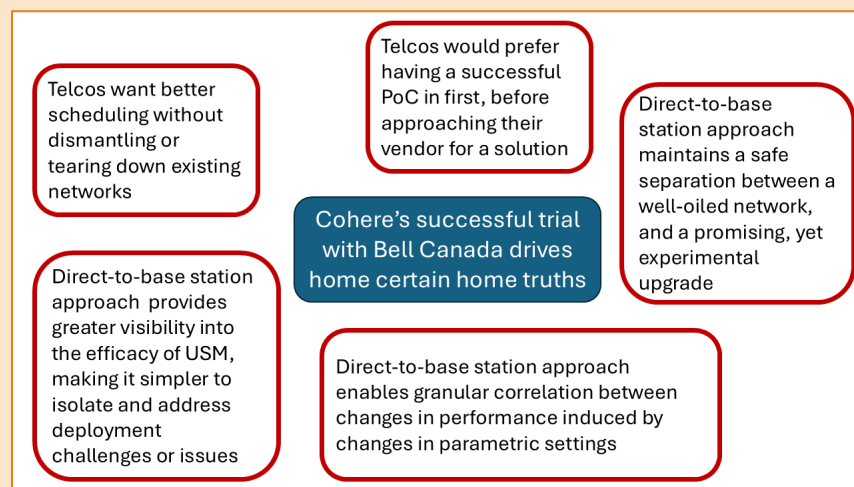 Telcos want better
scheduling without
dismantling or
tearing down existing
networks
Telcos would prefer
having a successful
PoC in first, before
approaching their
vendor for a solution
Direct-to-base
station approach
maintains a safe
separation between a
well-oiled network,
and a promising, yet
experimental
upgrade
Cohere’s successful trial
with Bell Canada drives
home certain home truths
Direct-to-base station
approach  provides
greater visibility into
the efficacy of USM,
making it simpler to
isolate and address
deployment
challenges or issues
Direct-to-base station approach
enables granular correlation between
changes in performance induced by
changes in parametric settings